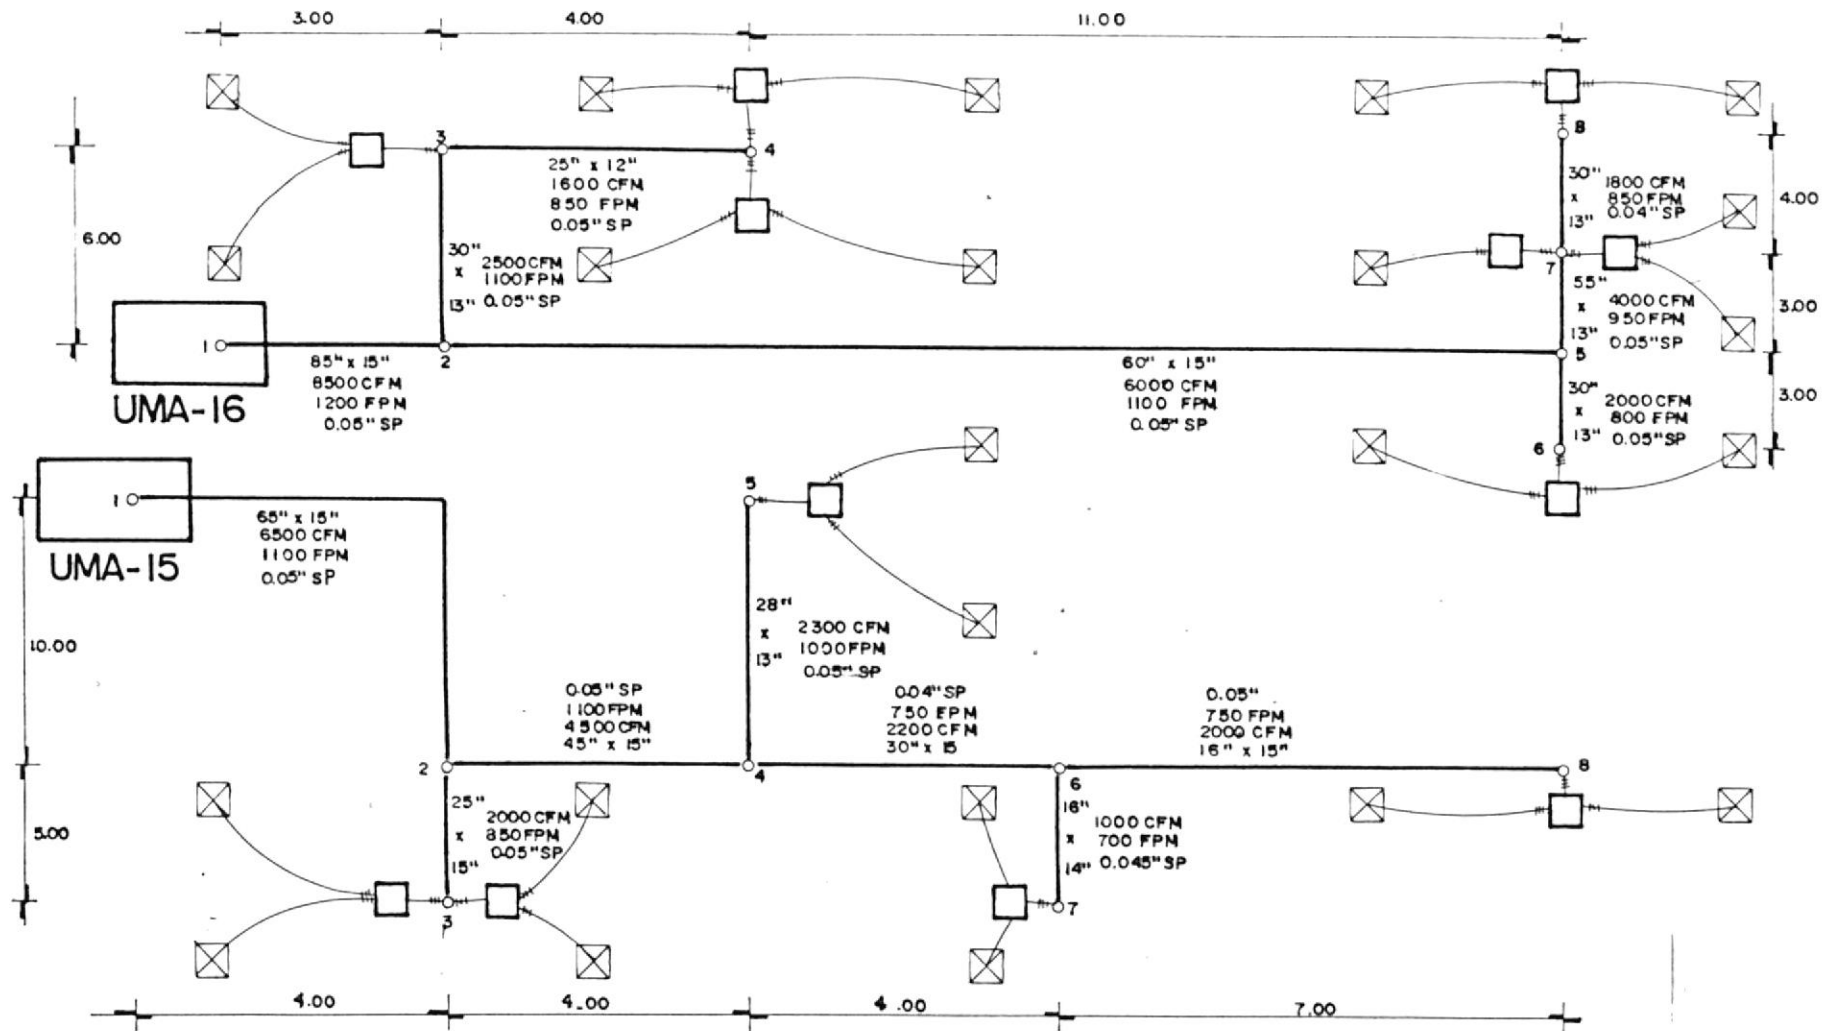 3.00
4.00
11.00
3
4
8
25" x 12"
1600 CFM
850 FPM
0.05" SP
30"
x
13"
1800 CFM
850 FPM
0.04" SP
4.00
6.00
30"
x
13"
2500 CFM
1100 FPM
0.05" SP
7
55"
x
13"
4000 CFM
950 FPM
0.05" SP
3.00
1
2
5
85" x 15"
8500 CFM
1200 FPM
0.05" SP
UMA-16
60" x 15"
6000 CFM
1100 FPM
0.05" SP
30"
x
13"
2000 CFM
800 FPM
0.05" SP
3.00
6
1
5
65" x 15"
6500 CFM
1100 FPM
0.05" SP
UMA-15
10.00
28"
x
13"
2300 CFM
1000 FPM
0.05" SP
0.05" SP
1100 FPM
4500 CFM
45" x 15"
0.04" SP
750 FPM
2200 CFM
30" x 15
0.05"
750 FPM
2000 CFM
16" x 15"
2
4
6
8
5.00
25"
x
15"
2000 CFM
850 FPM
0.05" SP
16"
x
14"
1000 CFM
700 FPM
0.045" SP
3
7
4.00
4.00
4.00
7.00